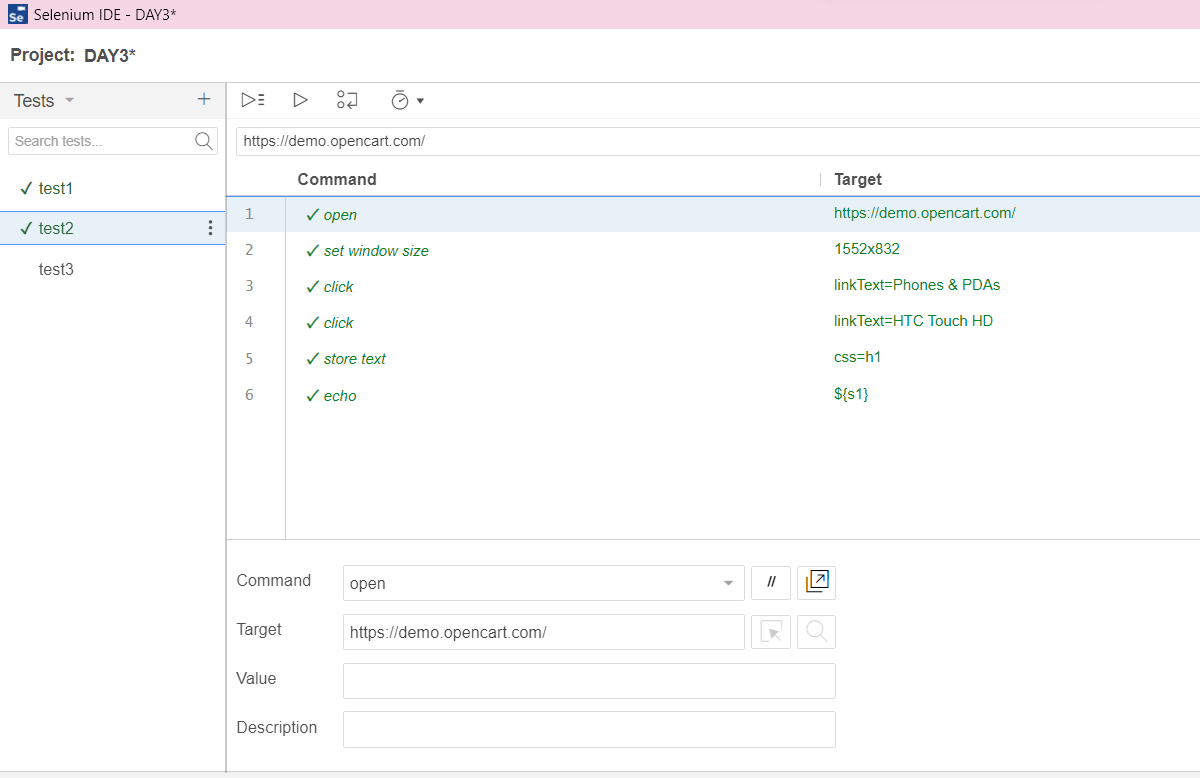 Se Selenium IDE - DAY3*
Project: DAY3*
Tests
+
Search tests...
✓ test1
✓ test2
test3
https://demo.opencart.com/
Command Target
1 ✓ open https://demo.opencart.com/
2 ✓ set window size 1552x832
3 ✓ click linkText=Phones & PDAs
4 ✓ click linkText=HTC Touch HD
5 ✓ store text css=h1
6 ✓ echo ${s1}
Command open //
Target https://demo.opencart.com/
Value
Description